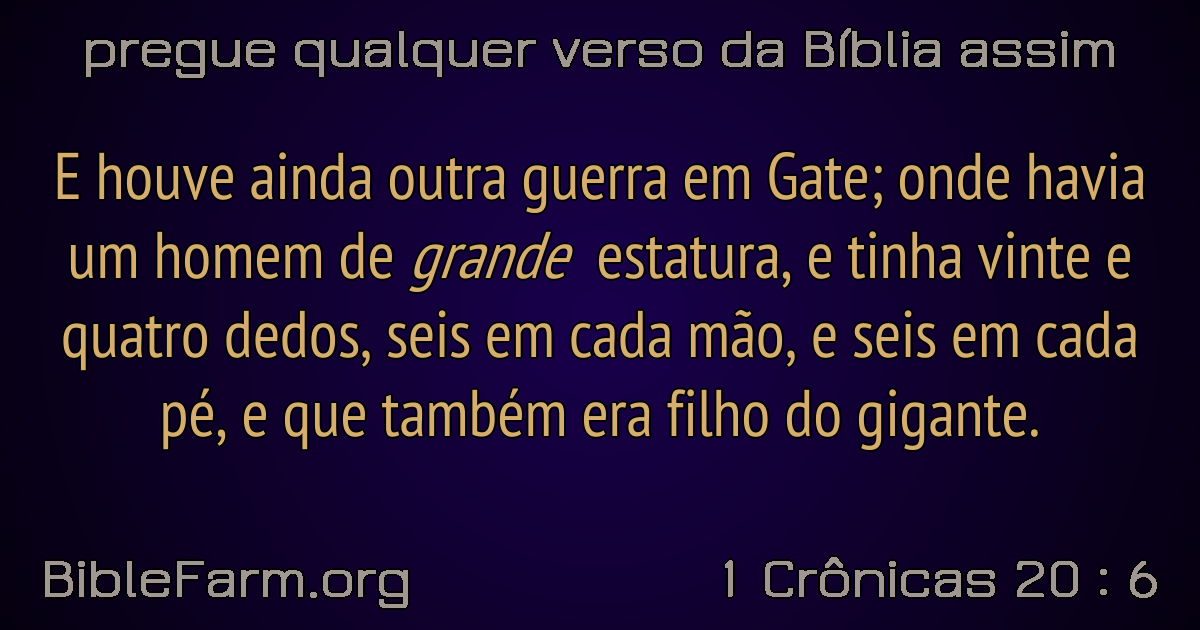 pregue qualquer verso da Bíblia assim
E houve ainda outra guerra em Gate; onde havia
um homem de grande estatura, e tinha vinte e
quatro dedos, seis em cada mão, e seis em cada
pé, e que também era filho do gigante.
BibleFarm.org
1 Crônicas 20 : 6